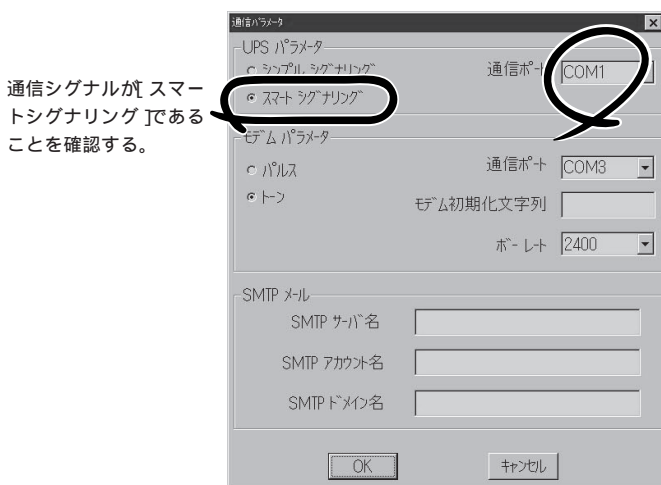 通信パラメータ
UPS パラメータ
シンプル シグナリング
通信ポート
COM1
スマート シグナリング
通信シグナルが[ スマー
トシグナリング ]である
ことを確認する。
モデム パラメータ
パルス
通信ポート
COM3
トーン
モデム初期化文字列
ボーレート
2400
SMTP メール
SMTP サーバ名
SMTP アカウント名
SMTP ドメイン名
OK
キャンセル